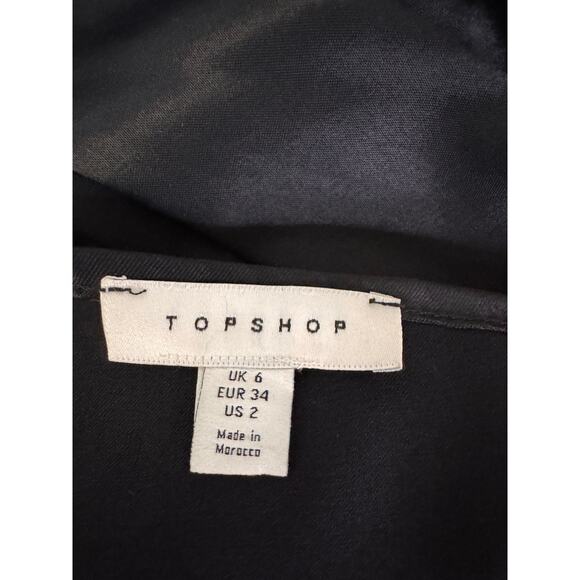 TOPSHOP
UK 6
EUR 34
US 2
Made in
Morocco